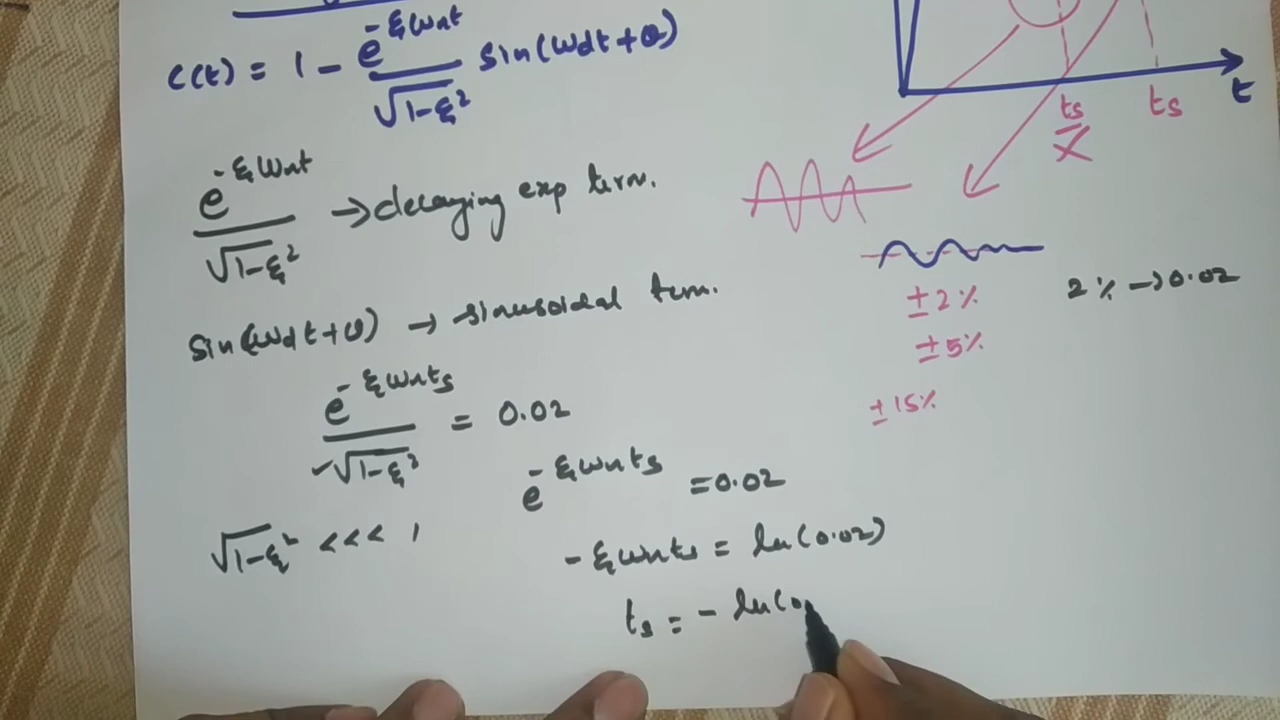 c(t) = 1 - e^{-ξωnt} / √1-ξ² sin(ωdt+θ)
t
ts
ts
e^{-ξωnt} / √1-ξ² → decaying exp term.
sin(ωdt+θ) → sinusoidal term.
± 2%
2% → 0.02
± 5%
± 15%
e^{-ξωnts} / √1-ξ² = 0.02
e^{-ξωnts} = 0.02
√1-ξ² <<< 1
-ξωnts = ln(0.02)
ts = - ln(0